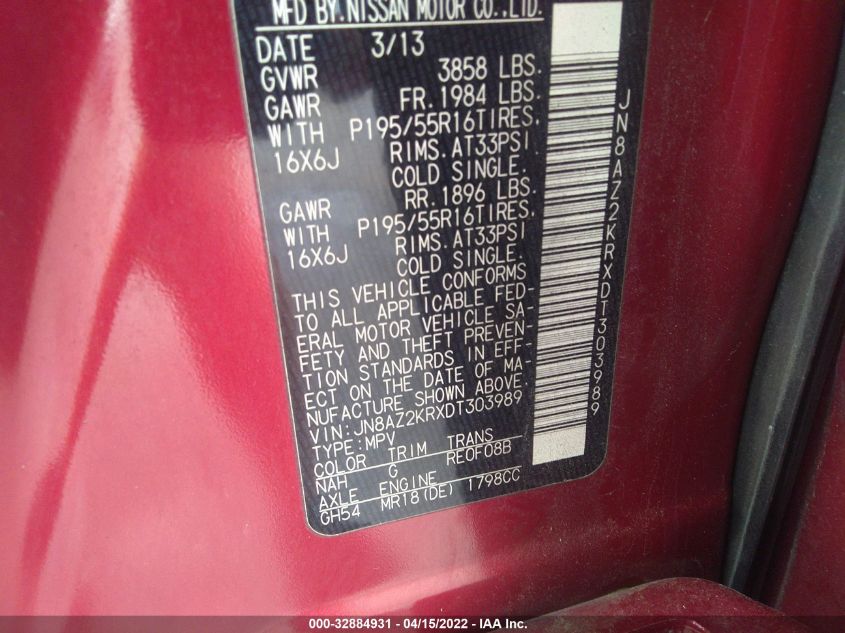 MFD BY.NISSAN MOTOR CO.,LTD.
DATE 3/13
GVWR 3858 LBS.
GAWR FR.1984 LBS.
WITH P195/55R16TIRES.
16X6J RIMS.AT33PSI
COLD SINGLE.
GAWR RR.1896 LBS.
WITH P195/55R16TIRES.
16X6J RIMS.AT33PSI
COLD SINGLE.
THIS VEHICLE CONFORMS
TO ALL APPLICABLE FED-
ERAL MOTOR VEHICLE SA-
FETY AND THEFT PREVEN-
TION STANDARDS IN EFF-
ECT ON THE DATE OF MA-
NUFACTURE SHOWN ABOVE.
VIN:JN8AZ2KRXDT303989
TYPE:MPV
COLOR TRIM TRANS
NAH G RE0F08B
AXLE ENGINE
GH54 MR18(DE) 1798CC
JN8AZ2KRXDT303989
000-32884931 - 04/15/2022 - IAA Inc.